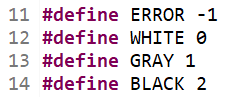 11 #define ERROR -1
12 #define WHITE 0
13 #define GRAY 1
14 #define BLACK 2